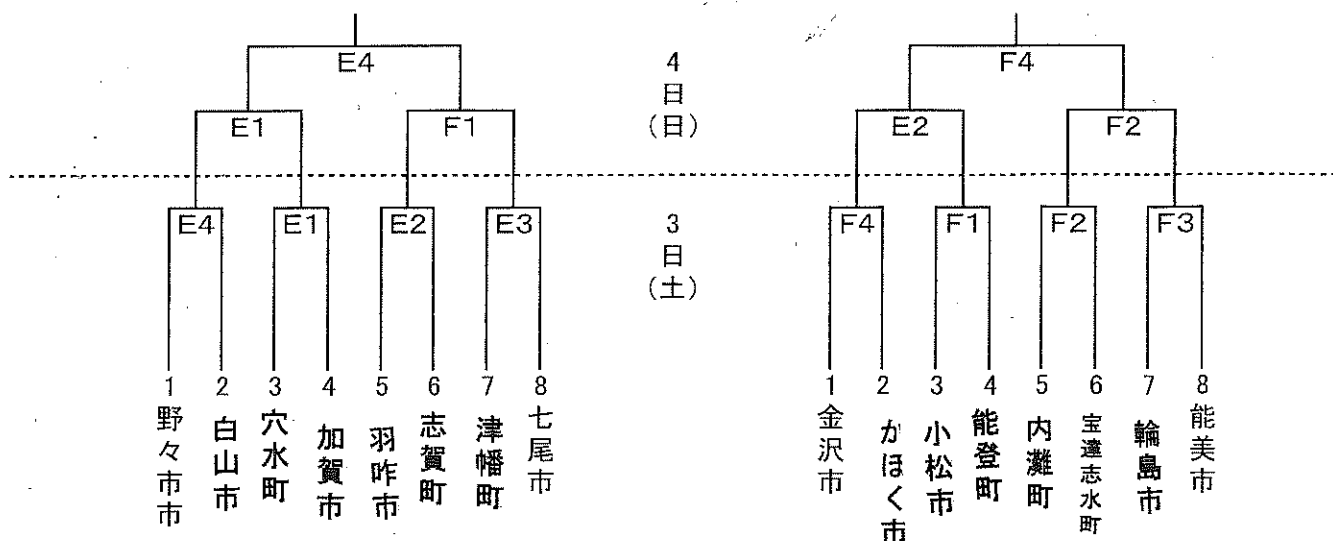 E4
4日(日)
F4
E1
F1
E2
F2
E4
E1
E2
E3
3日(土)
F4
F1
F2
F3
1 野々市市
2 白山市
3 穴水町
4 加賀市
5 羽咋市
6 志賀町
7 津幡町
8 七尾市
1 金沢市
2 かほく市
3 小松市
4 能登町
5 内灘町
6 宝達志水町
7 輪島市
8 能美市